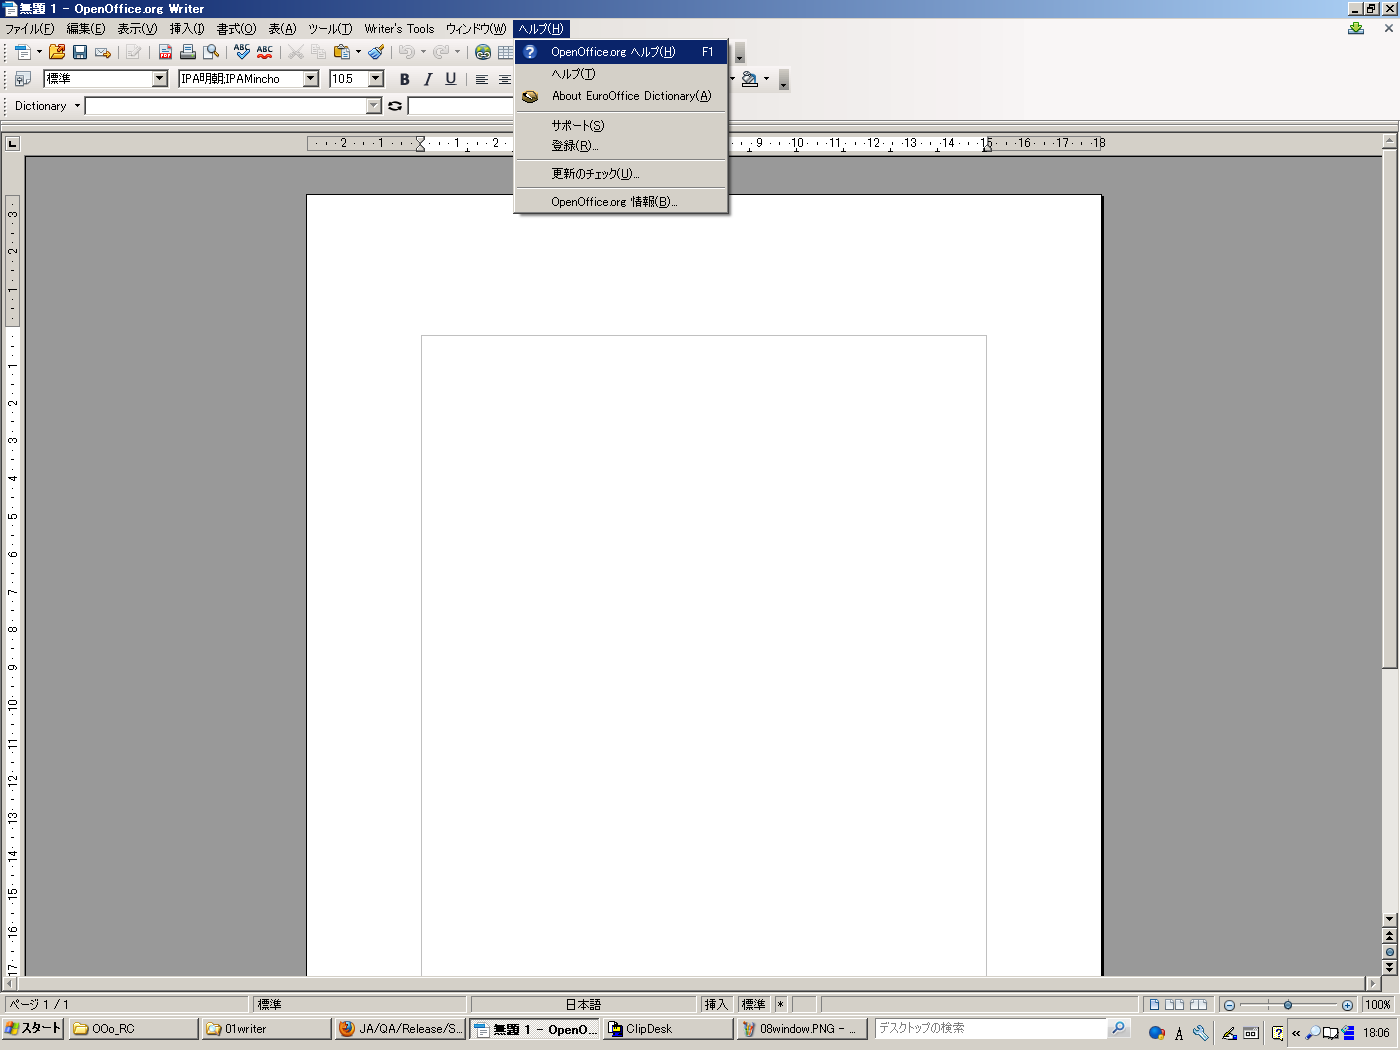 無題 1 - OpenOffice.org Writer
ファイル(F) 編集(E) 表示(V) 挿入(I) 書式(O) 表(A) ツール(T) Writer's Tools ウィンドウ(W) ヘルプ(H)
標準 IPA明朝;IPAMincho 10.5 B I U
Dictionary
OpenOffice.org ヘルプ(H) F1
ヘルプ(T)
About EuroOffice Dictionary(A)
サポート(S)
登録(R)...
更新のチェック(U)...
OpenOffice.org 情報(B)...
2 1 1 2 9 10 11 12 13 14 15 16 17 18
3
2
1
1
2
3
4
5
6
7
8
9
10
11
12
13
14
15
16
17
ページ 1 / 1 標準 日本語 挿入 標準 * 100%
スタート OOo_RC 01writer JA/QA/Release/S... 無題 1 - OpenO... ClipDesk 08window.PNG - ... デスクトップの検索 A « 18:06